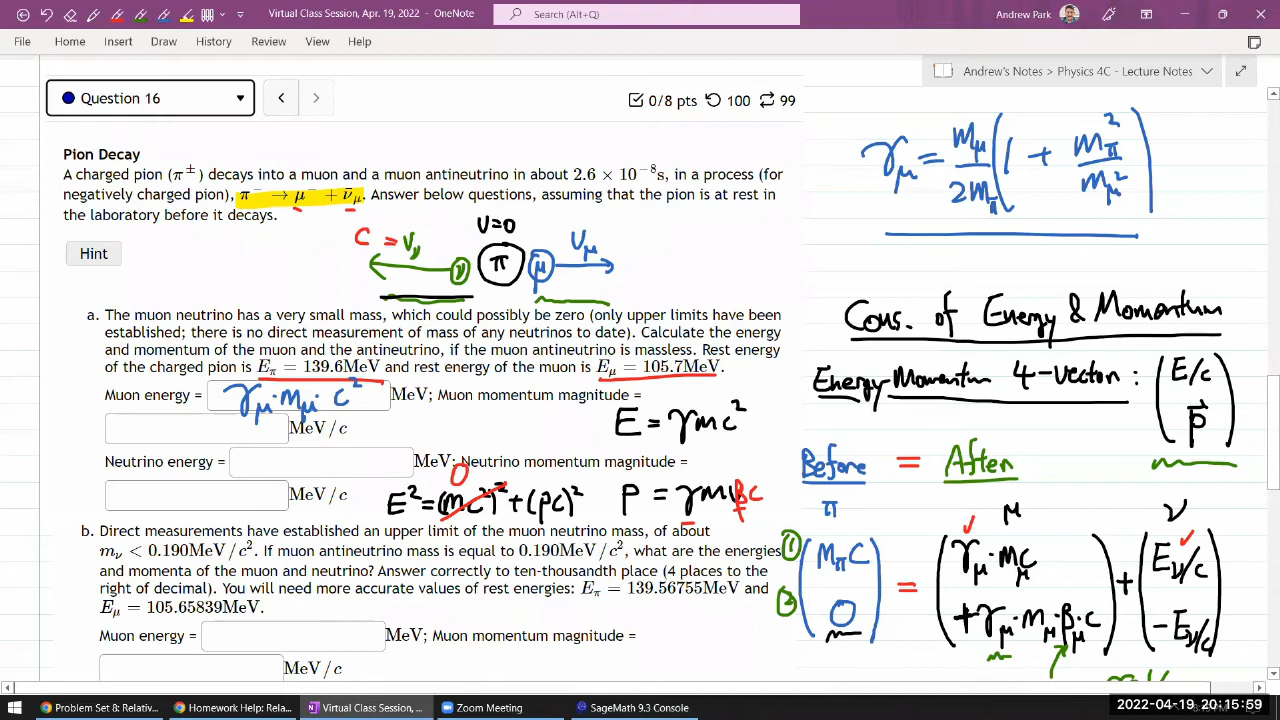 Virtual Class Session, Apr. 19, 2022 - OneNote
Search (Alt+Q)
Andrew Park
File Home Insert Draw History Review View Help
Andrew's Notes > Physics 4C - Lecture Notes
Question 16
0/8 pts 100 99
Pion Decay
A charged pion (π±) decays into a muon and a muon antineutrino in about 2.6 × 10⁻⁸s, in a process (for
negatively charged pion), π⁻ → μ⁻ + ν̄μ. Answer below questions, assuming that the pion is at rest in
the laboratory before it decays.
Hint
C = Vν
ν
V=0
π
μ
Vμ
a. The muon neutrino has a very small mass, which could possibly be zero (only upper limits have been
established; there is no direct measurement of mass of any neutrinos to date). Calculate the energy
and momentum of the muon and the antineutrino, if the muon antineutrino is massless. Rest energy
of the charged pion is Eπ = 139.6MeV and rest energy of the muon is Eμ = 105.7MeV.
Muon energy = γμ·mμ·c² MeV; Muon momentum magnitude =
MeV/c
E = γmc²
Neutrino energy = MeV; Neutrino momentum magnitude =
MeV/c
0
E² = (mc²)² + (pc)²
P = γmβc
b. Direct measurements have established an upper limit of the muon neutrino mass, of about
mν < 0.190MeV/c². If muon antineutrino mass is equal to 0.190MeV/c², what are the energies
and momenta of the muon and neutrino? Answer correctly to ten-thousandth place (4 places to the
right of decimal). You will need more accurate values of rest energies: Eπ = 139.56755MeV and
Eμ = 105.65839MeV.
Muon energy = MeV; Muon momentum magnitude =
MeV/c
γμ = mμ/2mπ (1 + mπ²/mμ²)
Cons. of Energy & Momentum
Energy-Momentum 4-vector: (E/c
p⃗)
Before = After
π μ ν
① (mπc = (γμ·mμc + (Eν/c
② 0) +γμ·mμ·βμ·c) -Eν/c)
Problem Set & Relativ...
Homework Help: Rela...
Virtual Class Session,...
Zoom Meeting
SageMath 9.3 Console
2022-04-19 20:15:59